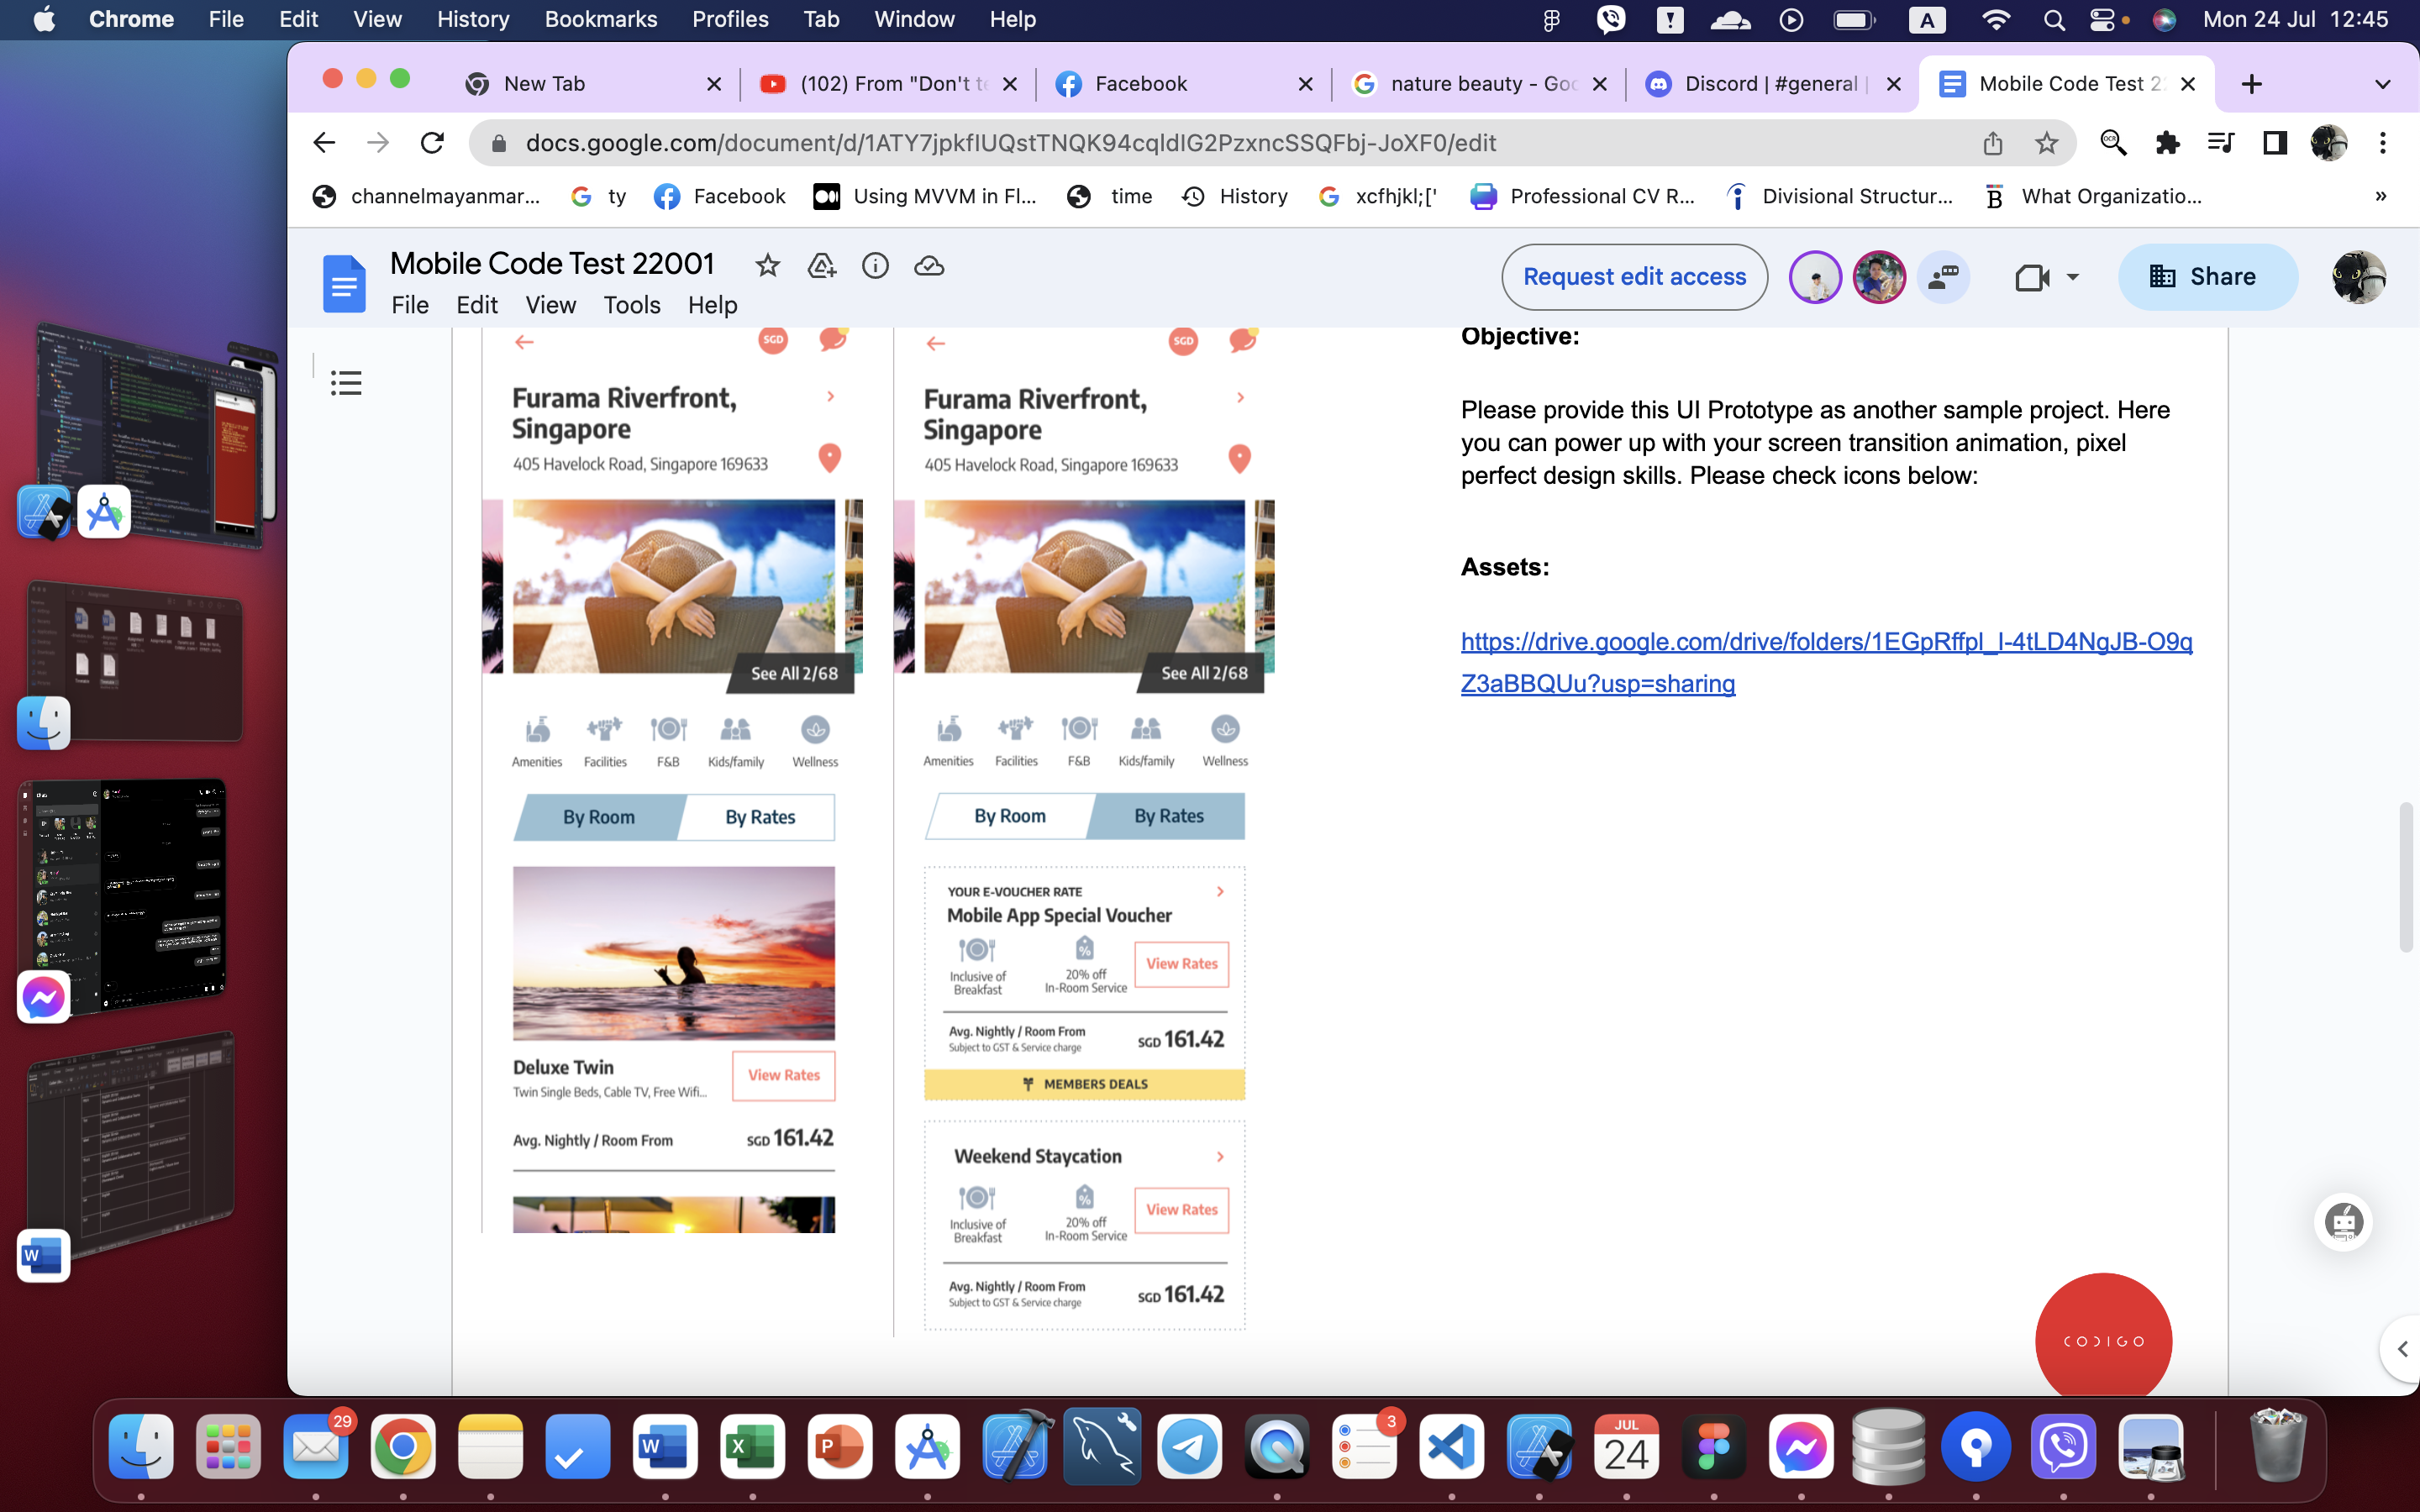 Chrome File Edit View History Bookmarks Profiles Tab Window Help A Mon 24 Jul 12:45
New Tab (102) From "Don't te Facebook nature beauty - Goo Discord | #general | Mobile Code Test 22
docs.google.com/document/d/1ATY7jpkfIUQstTNQK94cqldIG2PzxncSSQFbj-JoXF0/edit
channelmayanmar... ty Facebook Using MVVM in Fl... time History xcfhjkl;[' Professional CV R... Divisional Structur... What Organizatio... »
Mobile Code Test 22001
Request edit access
Share
File Edit View Tools Help
SGD
Furama Riverfront,
Singapore
405 Havelock Road, Singapore 169633
See All 2/68
Amenities Facilities F&B Kids/family Wellness
By Room By Rates
Deluxe Twin
View Rates
Twin Single Beds, Cable TV, Free Wifi...
Avg. Nightly / Room From SGD 161.42
SGD
Furama Riverfront,
Singapore
405 Havelock Road, Singapore 169633
See All 2/68
Amenities Facilities F&B Kids/family Wellness
By Room By Rates
YOUR E-VOUCHER RATE
Mobile App Special Voucher
Inclusive of
Breakfast
20% off
In-Room Service
View Rates
Avg. Nightly / Room From
Subject to GST & Service charge
SGD 161.42
MEMBERS DEALS
Weekend Staycation
Inclusive of
Breakfast
20% off
In-Room Service
View Rates
Avg. Nightly / Room From
Subject to GST & Service charge
SGD 161.42
Objective:
Please provide this UI Prototype as another sample project. Here
you can power up with your screen transition animation, pixel
perfect design skills. Please check icons below:
Assets:
https://drive.google.com/drive/folders/1EGpRffpl_I-4tLD4NgJB-O9q
Z3aBBQUu?usp=sharing
CODIGO
W
29
W
X
P
3
JUL
24